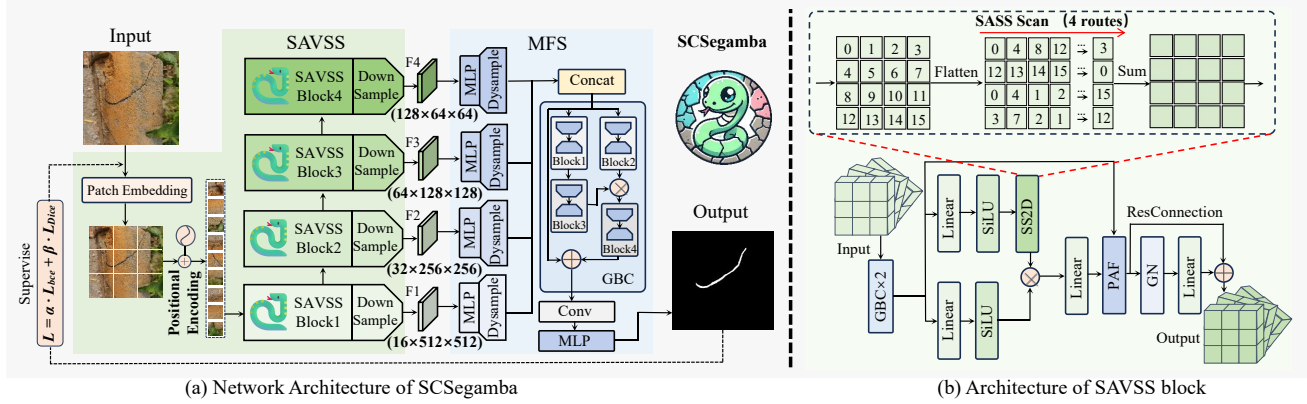 Input
SAVSS
MFS
SCSegamba
SAVSS
Block4
Down
Sample
F4
(128×64×64)
MLP
Dysample
Concat
SAVSS
Block3
Down
Sample
F3
(64×128×128)
MLP
Dysample
Block1
Block2
Block3
Block4
GBC
Patch Embedding
SAVSS
Block2
Down
Sample
F2
(32×256×256)
MLP
Dysample
Output
Supervise
L = α · L_bce + β · L_Dice
Positional
Encoding
SAVSS
Block1
Down
Sample
F1
(16×512×512)
MLP
Dysample
Conv
MLP
(a) Network Architecture of SCSegamba
SASS Scan (4 routes)
0 1 2 3
4 5 6 7
8 9 10 11
12 13 14 15
Flatten
0 4 8 12 ... 3
12 13 14 15 ... 0
0 4 1 2 ... 15
3 7 2 1 ... 12
Sum
Input
GBC×2
Linear
SiLU
SS2D
Linear
SiLU
Linear
PAF
ResConnection
GN
Linear
Output
(b) Architecture of SAVSS block